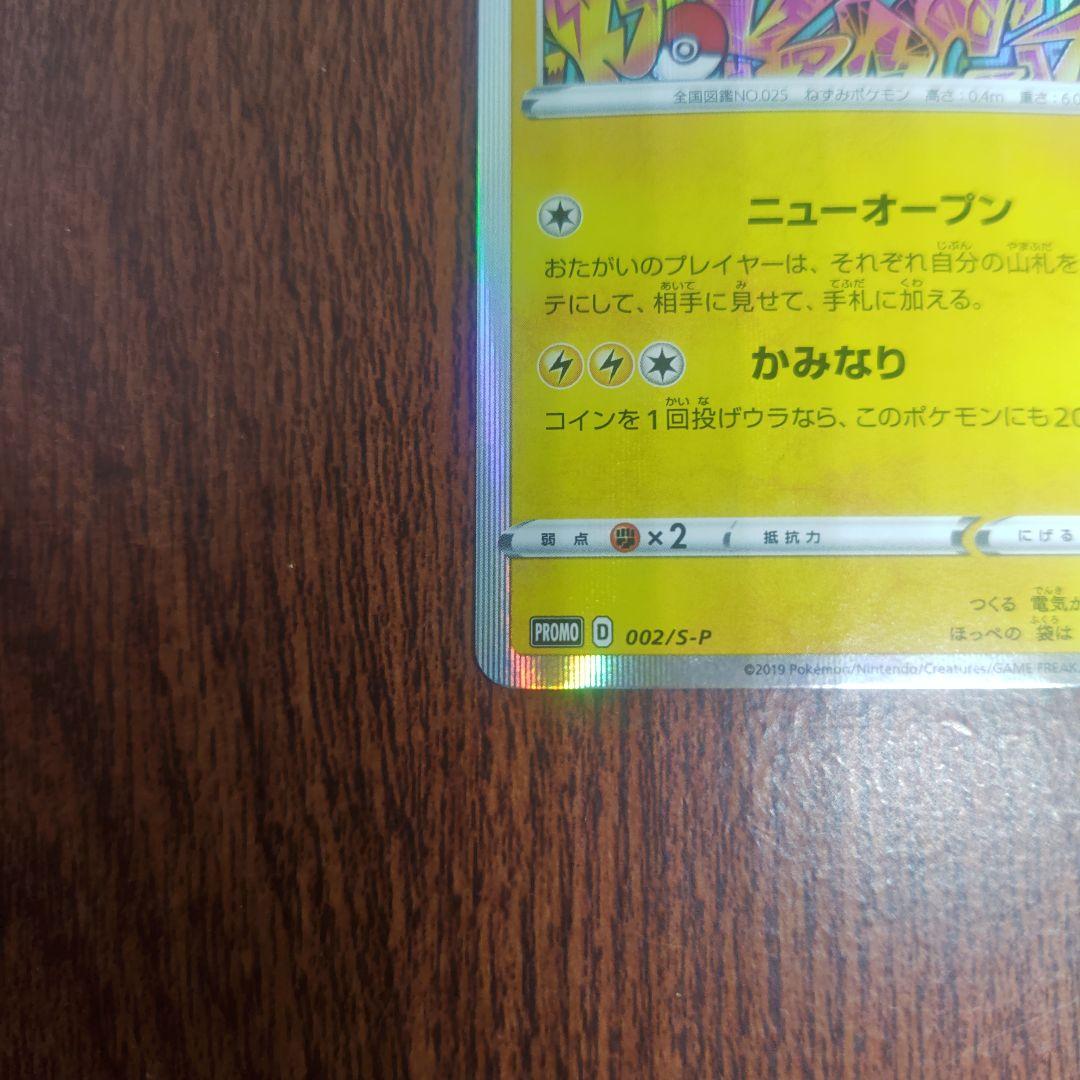 全国図鑑NO.025 ねずみポケモン 高さ：0.4m 重さ：6.0
ニューオープン
おたがいのプレイヤーは、それぞれ自分の山札を
テにして、相手に見せて、手札に加える。
かみなり
コインを1回投げウラなら、このポケモンにも20
弱点 ×2 抵抗力 にげる
つくる 電気が
ほっぺの 袋は
PROMO D 002/S-P
©2019 Pokémon/Nintendo/Creatures/GAME FREAK